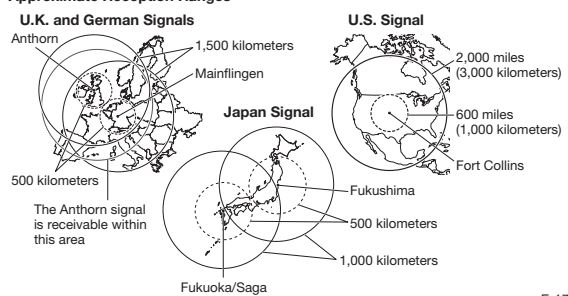 Approximate Reception Ranges
U.K. and German Signals
Anthorn
1,500 kilometers
Mainflingen
500 kilometers
The Anthorn signal
is receivable within
this area
U.S. Signal
2,000 miles
(3,000 kilometers)
600 miles
(1,000 kilometers)
Fort Collins
Japan Signal
Fukushima
500 kilometers
1,000 kilometers
Fukuoka/Saga